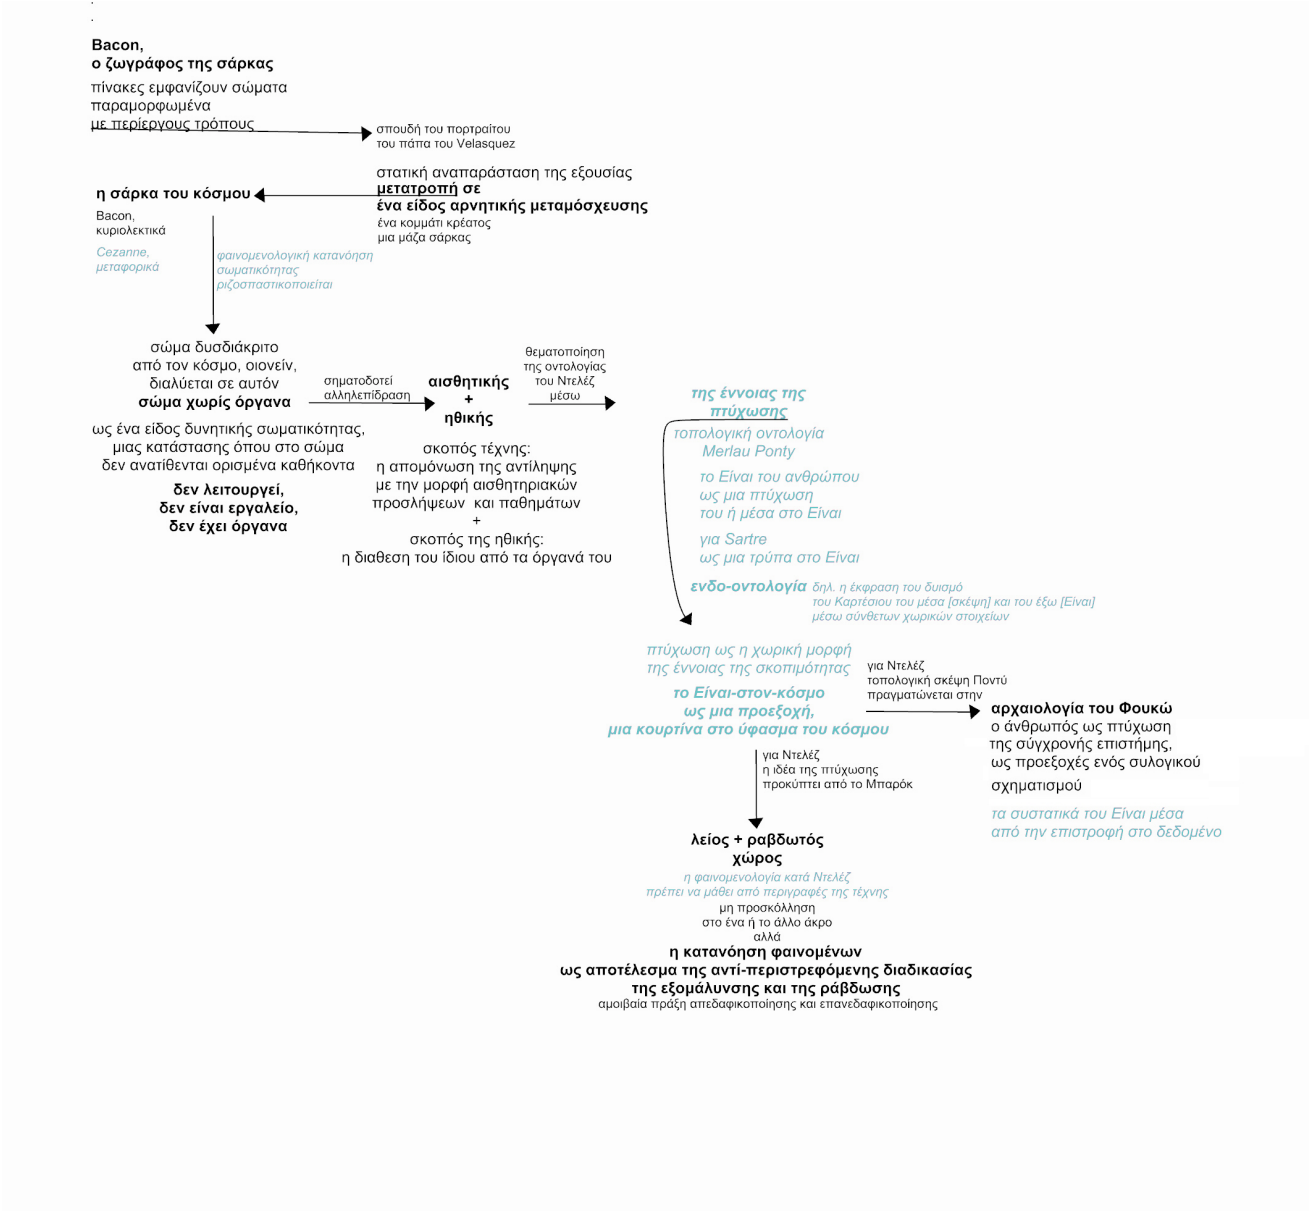 Bacon,
ο ζωγράφος της σάρκας
πίνακες εμφανίζουν σώματα
παραμορφωμένα
με περίεργους τρόπους
σπουδή του πορτραίτου
του πάπα του Velasquez
στατική αναπαράσταση της εξουσίας
μετατροπή σε
ένα είδος αρνητικής μεταμόσχευσης
ένα κομμάτι κρέατος
μια μάζα σάρκας
η σάρκα του κόσμου
Bacon,
κυριολεκτικά
Cezanne,
μεταφορικά
φαινομενολογική κατανόηση
σωματικότητας
ριζοσπαστικοποιείται
σώμα δυσδιάκριτο
από τον κόσμο, οιονείν,
διαλύεται σε αυτόν
σώμα χωρίς όργανα
ως ένα είδος δυνητικής σωματικότητας,
μιας κατάστασης όπου στο σώμα
δεν ανατίθενται ορισμένα καθήκοντα
δεν λειτουργεί,
δεν είναι εργαλείο,
δεν έχει όργανα
σηματοδοτεί
αλληλεπίδραση
αισθητικής
+
ηθικής
σκοπός τέχνης:
η απομόνωση της αντίληψης
με την μορφή αισθητηριακών
προσλήψεων και παθημάτων
+
σκοπός της ηθικής:
η διαθεση του ίδιου από τα όργανά του
θεματοποίηση
της οντολογίας
του Ντελέζ
μέσω
της έννοιας της
πτύχωσης
τοπολογική οντολογία
Merlau Ponty
το Είναι του ανθρώπου
ως μια πτύχωση
του ή μέσα στο Είναι
για Sartre
ως μια τρύπα στο Είναι
ενδο-οντολογία δηλ. η έκφραση του δυισμό
του Καρτέσιου του μέσα [σκέψη] και του έξω [Είναι]
μέσω σύνθετων χωρικών στοιχείων
πτύχωση ως η χωρική μορφή
της έννοιας της σκοπιμότητας
το Είναι-στον-κόσμο
ως μια προεξοχή,
μια κουρτίνα στο ύφασμα του κόσμου
για Ντελέζ
τοπολογική σκέψη Ποντύ
πραγματώνεται στην
αρχαιολογία του Φουκώ
ο άνθρωπός ως πτύχωση
της σύγχρονής επιστήμης,
ως προεξοχές ενός συλογικού
σχηματισμού
τα συστατικά του Είναι μέσα
από την επιστροφή στο δεδομένο
για Ντελέζ
η ιδέα της πτύχωσης
προκύπτει από το Μπαρόκ
λείος + ραβδωτός
χώρος
η φαινομενολογία κατά Ντελέζ
πρέπει να μάθει από περιγραφές της τέχνης
μη προσκόλληση
στο ένα ή το άλλο άκρο
αλλά
η κατανόηση φαινομένων
ως αποτέλεσμα της αντί-περιστρεφόμενης διαδικασίας
της εξομάλυνσης και της ράβδωσης
αμοιβαία πράξη απεδαφικοποίησης και επανεδαφικοποίησης